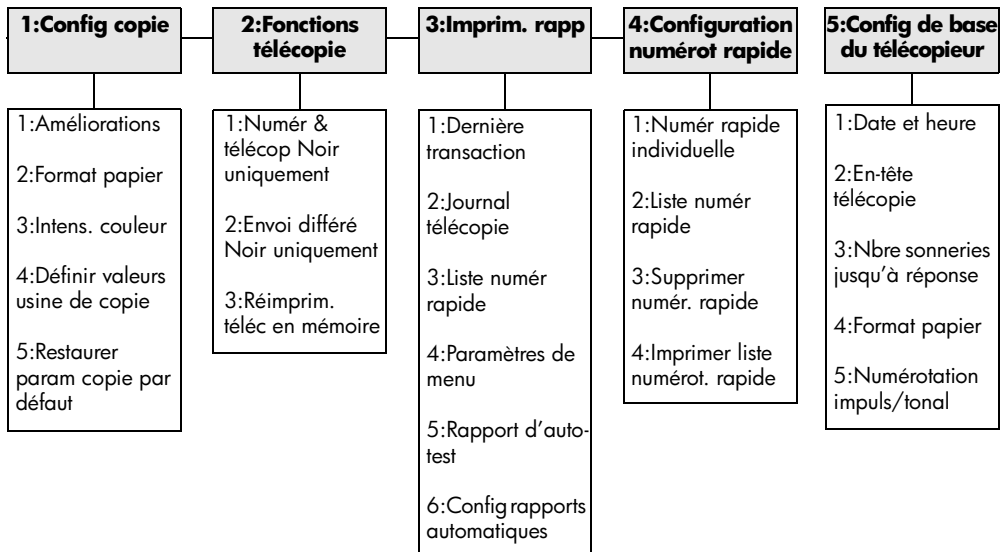 1:Config copie
1:Améliorations
2:Format papier
3:Intens. couleur
4:Définir valeurs
usine de copie
5:Restaurer
param copie par
défaut
2:Fonctions
télécopie
1:Numér &
télécop Noir
uniquement
2:Envoi différé
Noir uniquement
3:Réimprim.
téléc en mémoire
3:Imprim. rapp
1:Dernière
transaction
2:Journal
télécopie
3:Liste numér
rapide
4:Paramètres de
menu
5:Rapport d’auto-
test
6:Config rapports
automatiques
4:Configuration
numérot rapide
1:Numér rapide
individuelle
2:Liste numér
rapide
3:Supprimer
numér. rapide
4:Imprimer liste
numérot. rapide
5:Config de base
du télécopieur
1:Date et heure
2:En-tête
télécopie
3:Nbre sonneries
jusqu’à réponse
4:Format papier
5:Numérotation
impuls/tonal